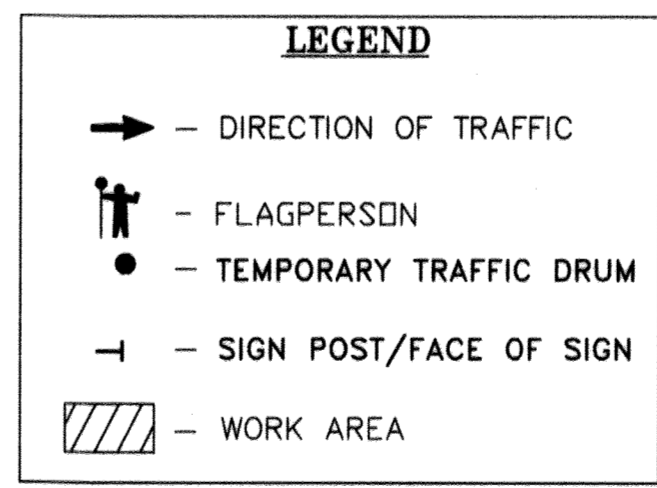 LEGEND
– DIRECTION OF TRAFFIC
– FLAGPERSON
– TEMPORARY TRAFFIC DRUM
– SIGN POST/FACE OF SIGN
– WORK AREA